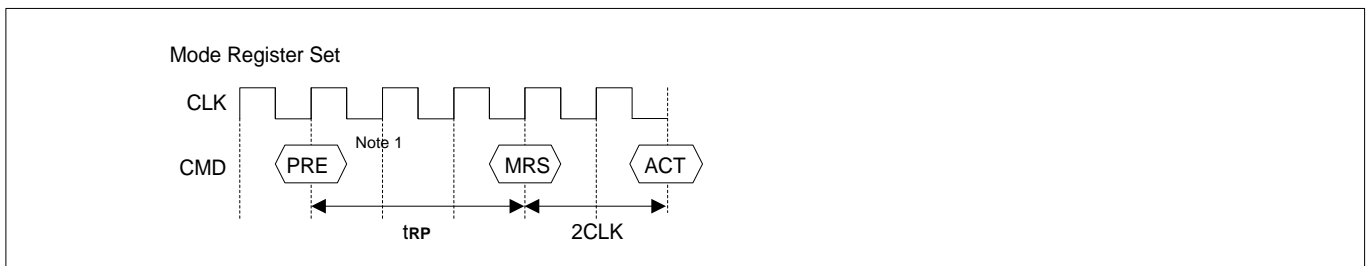 Mode Register Set
CLK
Note 1
CMD PRE MRS ACT
tRP 2CLK